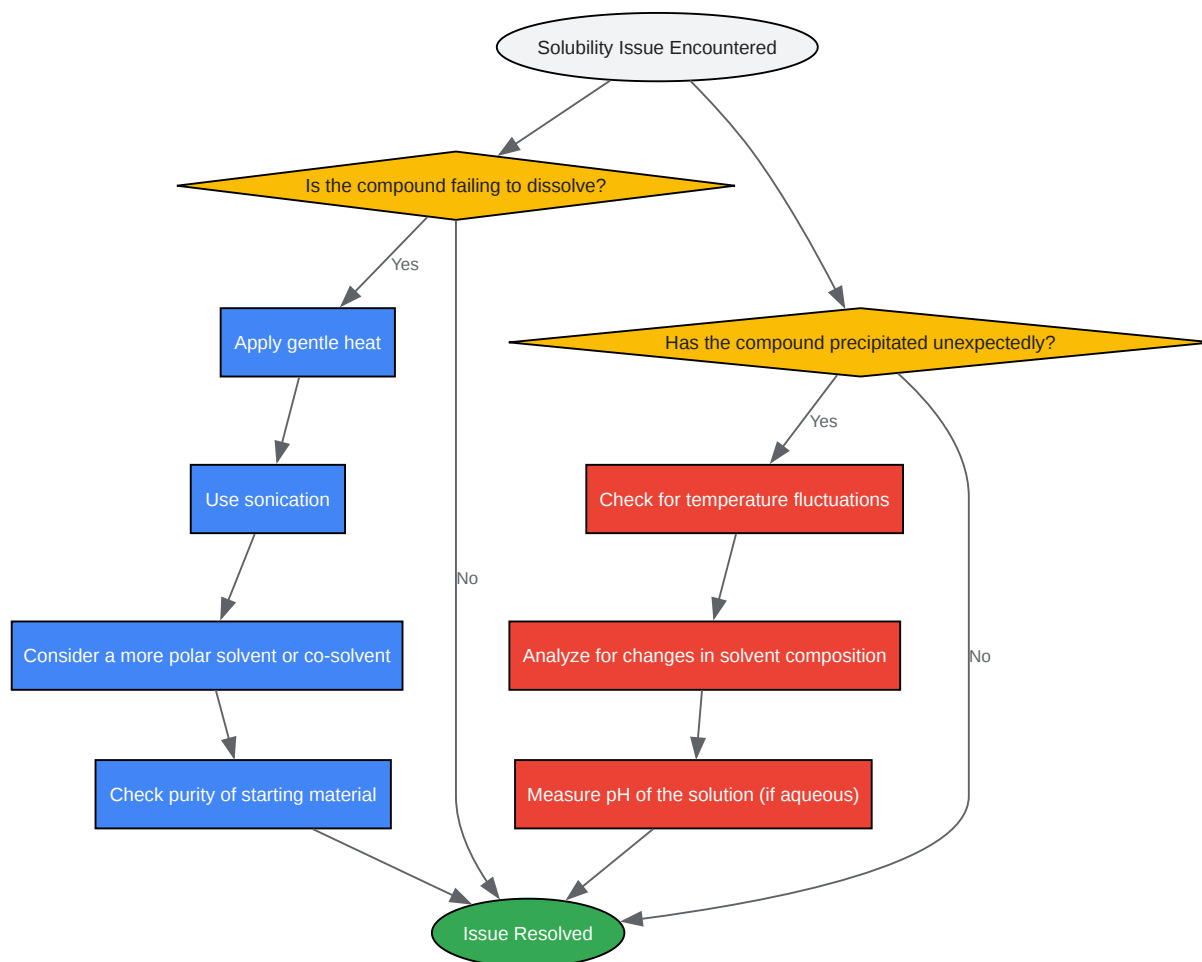 Solubility Issue Encountered
Is the compound failing to dissolve?
Yes
Apply gentle heat
Has the compound precipitated unexpectedly?
Yes
Use sonication
Check for temperature fluctuations
No
Consider a more polar solvent or co-solvent
Analyze for changes in solvent composition
No
Check purity of starting material
Measure pH of the solution (if aqueous)
Issue Resolved